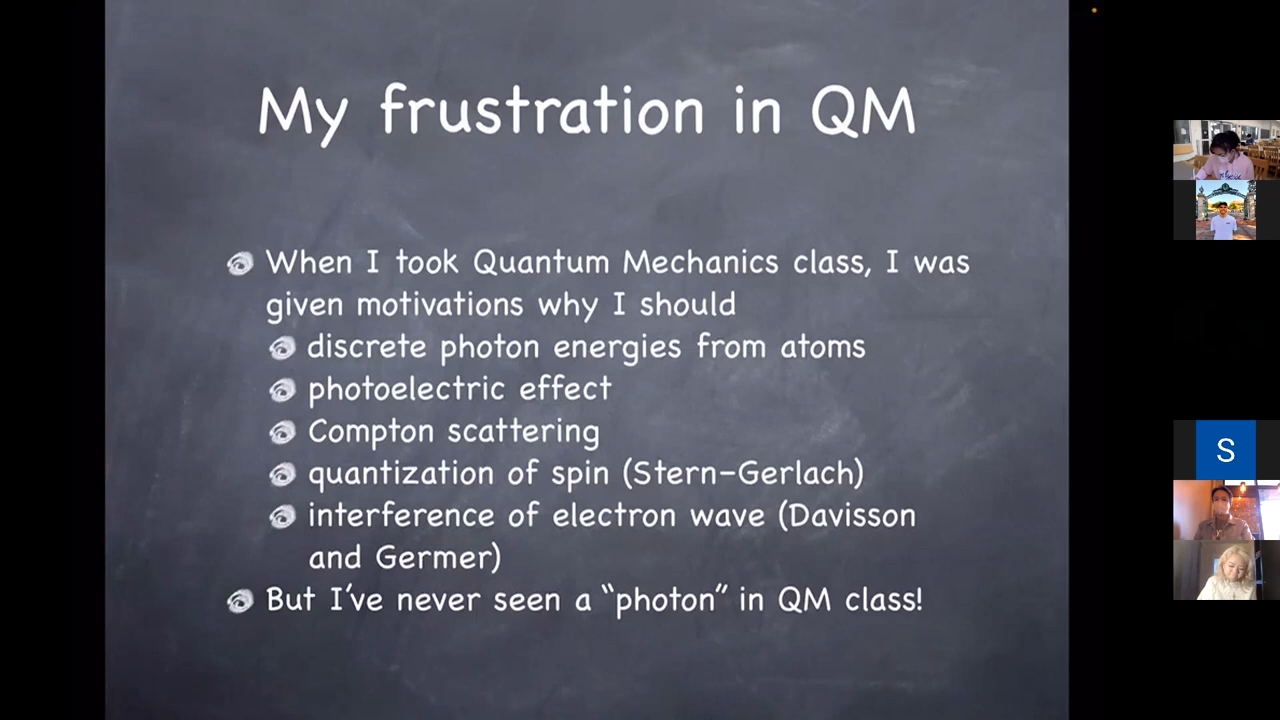 My frustration in QM
When I took Quantum Mechanics class, I was
given motivations why I should
discrete photon energies from atoms
photoelectric effect
Compton scattering
quantization of spin (Stern-Gerlach)
interference of electron wave (Davisson
and Germer)
But I've never seen a “photon” in QM class!
S